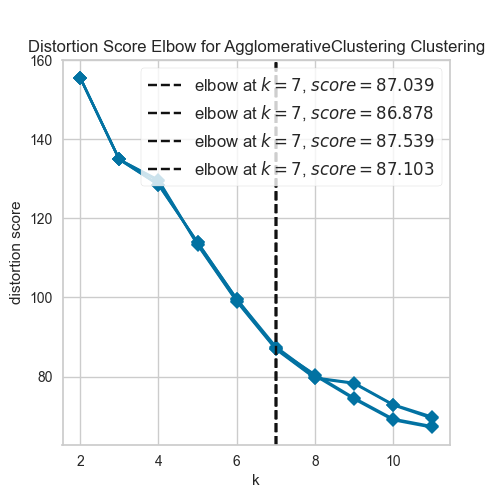 Distortion Score Elbow for AgglomerativeClustering Clustering
160
140
120
100
80
distortion score
elbow at k = 7, score = 87.039
elbow at k = 7, score = 86.878
elbow at k = 7, score = 87.539
elbow at k = 7, score = 87.103
2 4 6 8 10
k